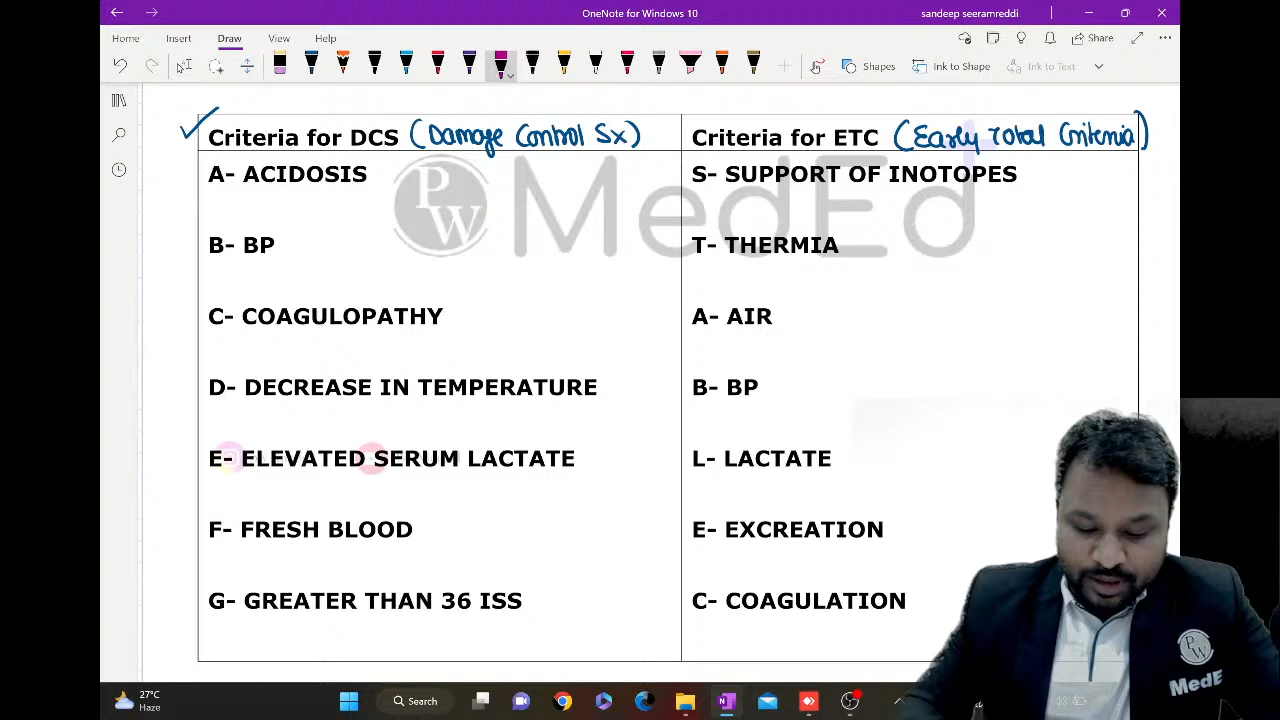 OneNote for Windows 10
sandeep seeramreddi
Home Insert Draw View Help
Share
Shapes Ink to Shape Ink to Text
Criteria for DCS (Damage Control Sx)
Criteria for ETC (Early Total Criteria)
A- ACIDOSIS
S- SUPPORT OF INOTOPES
B- BP
T- THERMIA
C- COAGULOPATHY
A- AIR
D- DECREASE IN TEMPERATURE
B- BP
E- ELEVATED SERUM LACTATE
L- LACTATE
F- FRESH BLOOD
E- EXCREATION
G- GREATER THAN 36 ISS
C- COAGULATION
PW MedEd
PW
MedE
27°C
Haze
Search